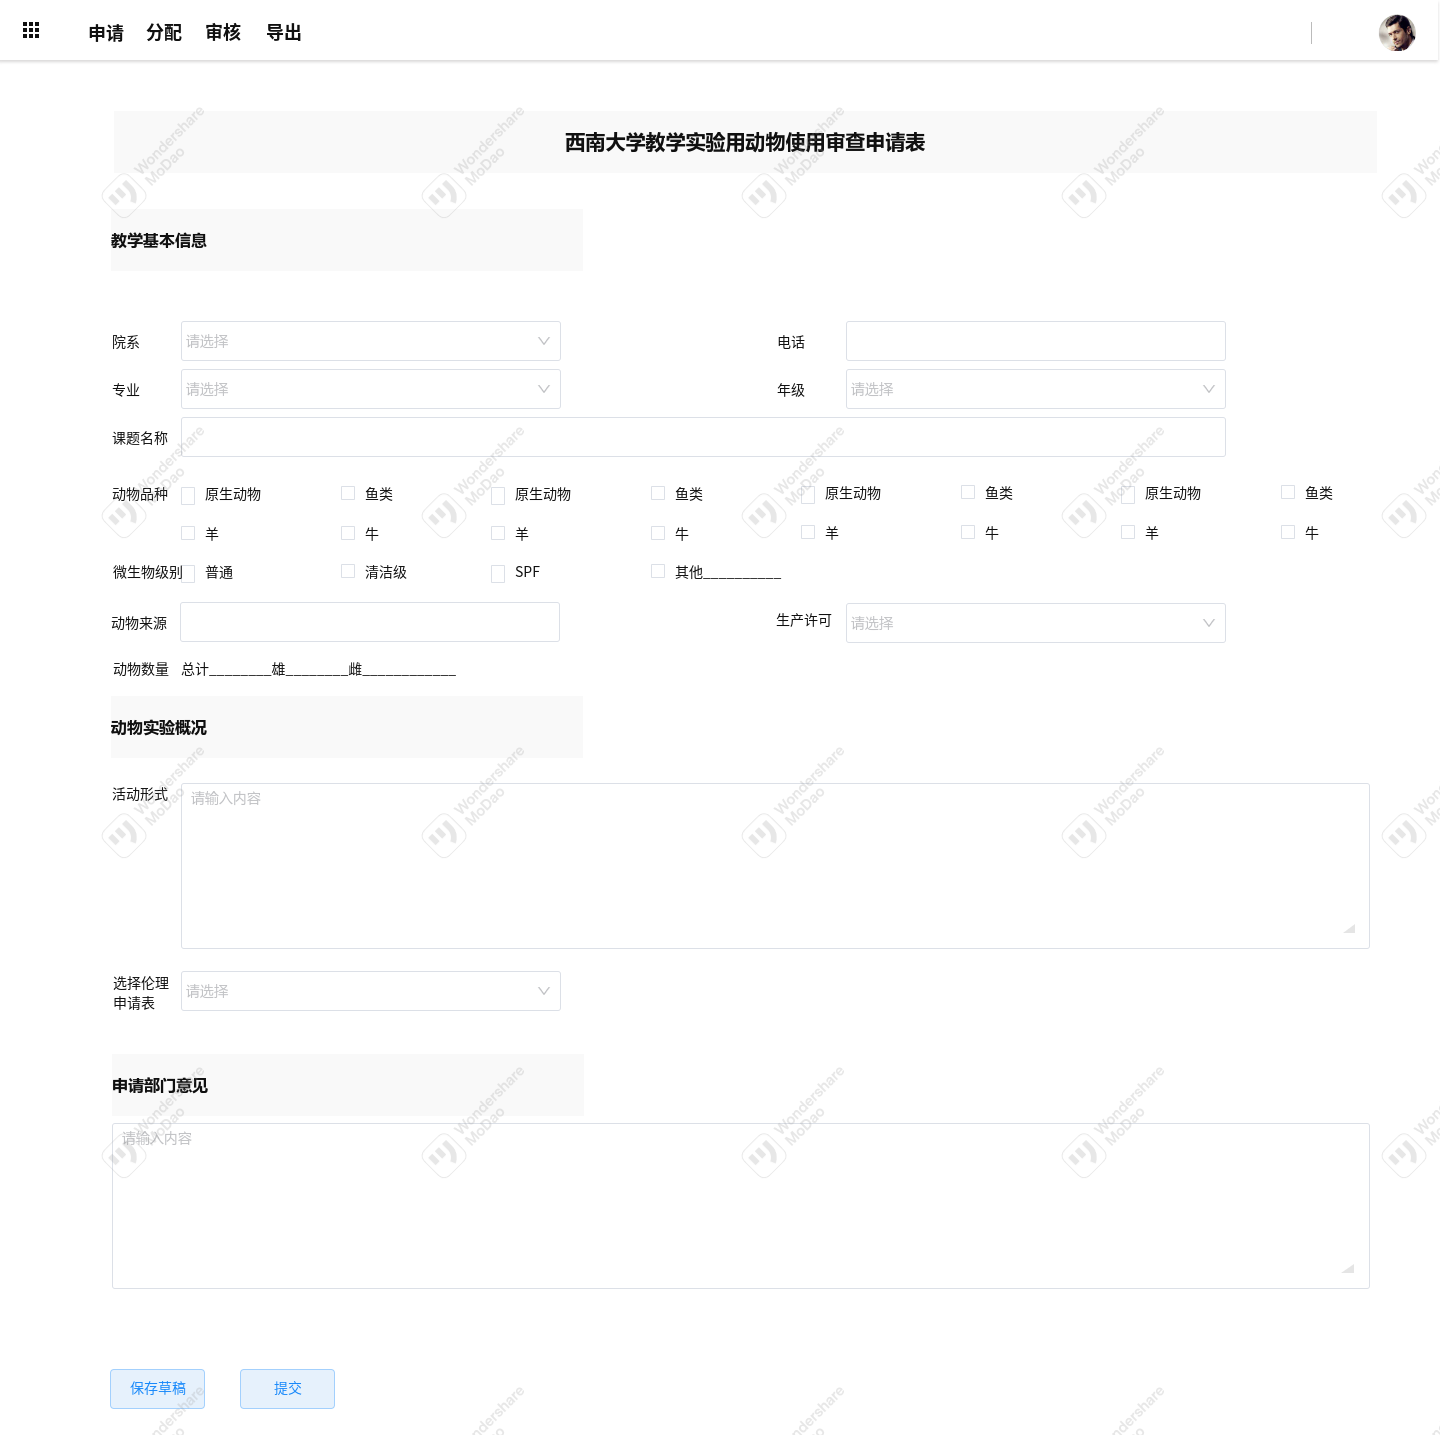 申请 分配 审核 导出
西南大学教学实验用动物使用审查申请表
教学基本信息
院系 请选择 电话
专业 请选择 年级 请选择
课题名称
动物品种 原生动物 鱼类 原生动物 鱼类 原生动物 鱼类 原生动物 鱼类
羊 牛 羊 牛 羊 牛 羊 牛
微生物级别 普通 清洁级 SPF 其他__________
动物来源 生产许可 请选择
动物数量 总计________雄________雌____________
动物实验概况
活动形式 请输入内容
选择伦理
申请表 请选择
申请部门意见
请输入内容
保存草稿 提交
Wondershare
MoDao